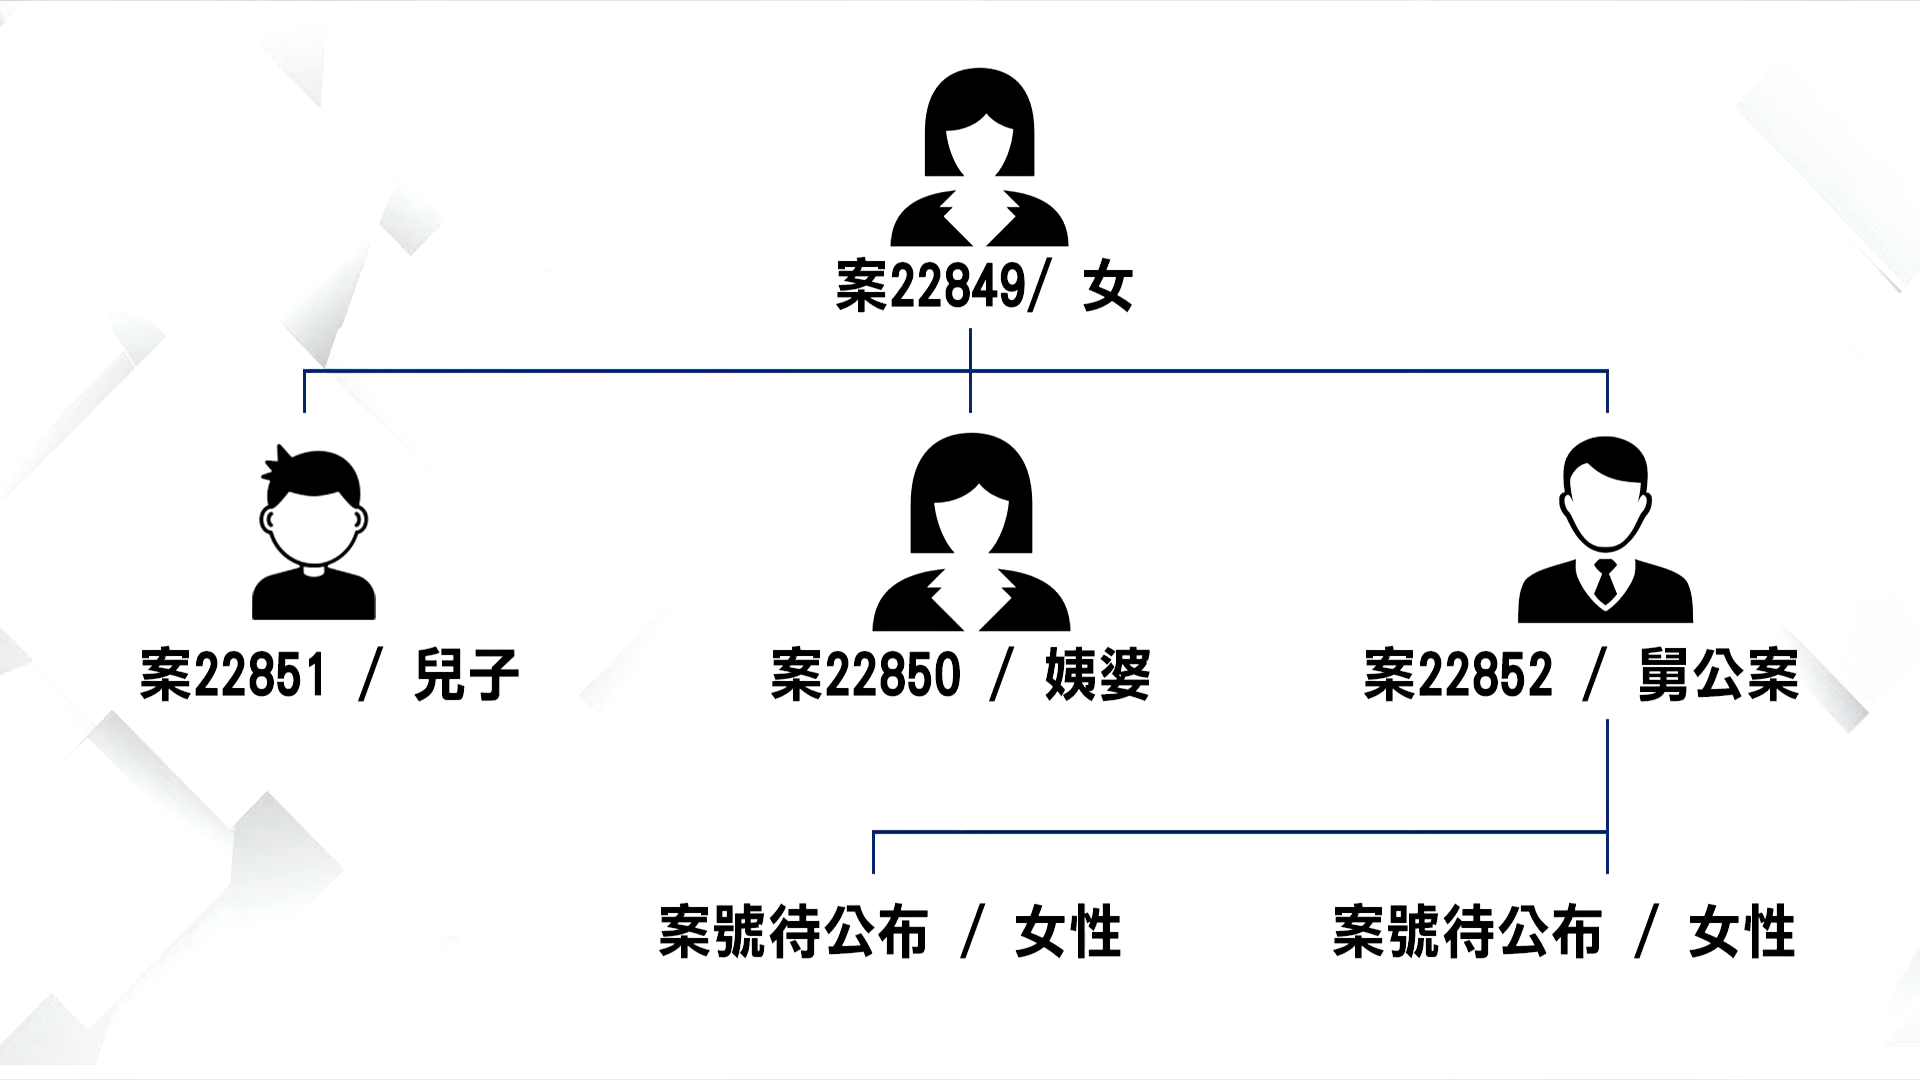 案22849/ 女
案22851 / 兒子
案22850 / 姨婆
案22852 / 舅公案
案號待公布 / 女性
案號待公布 / 女性